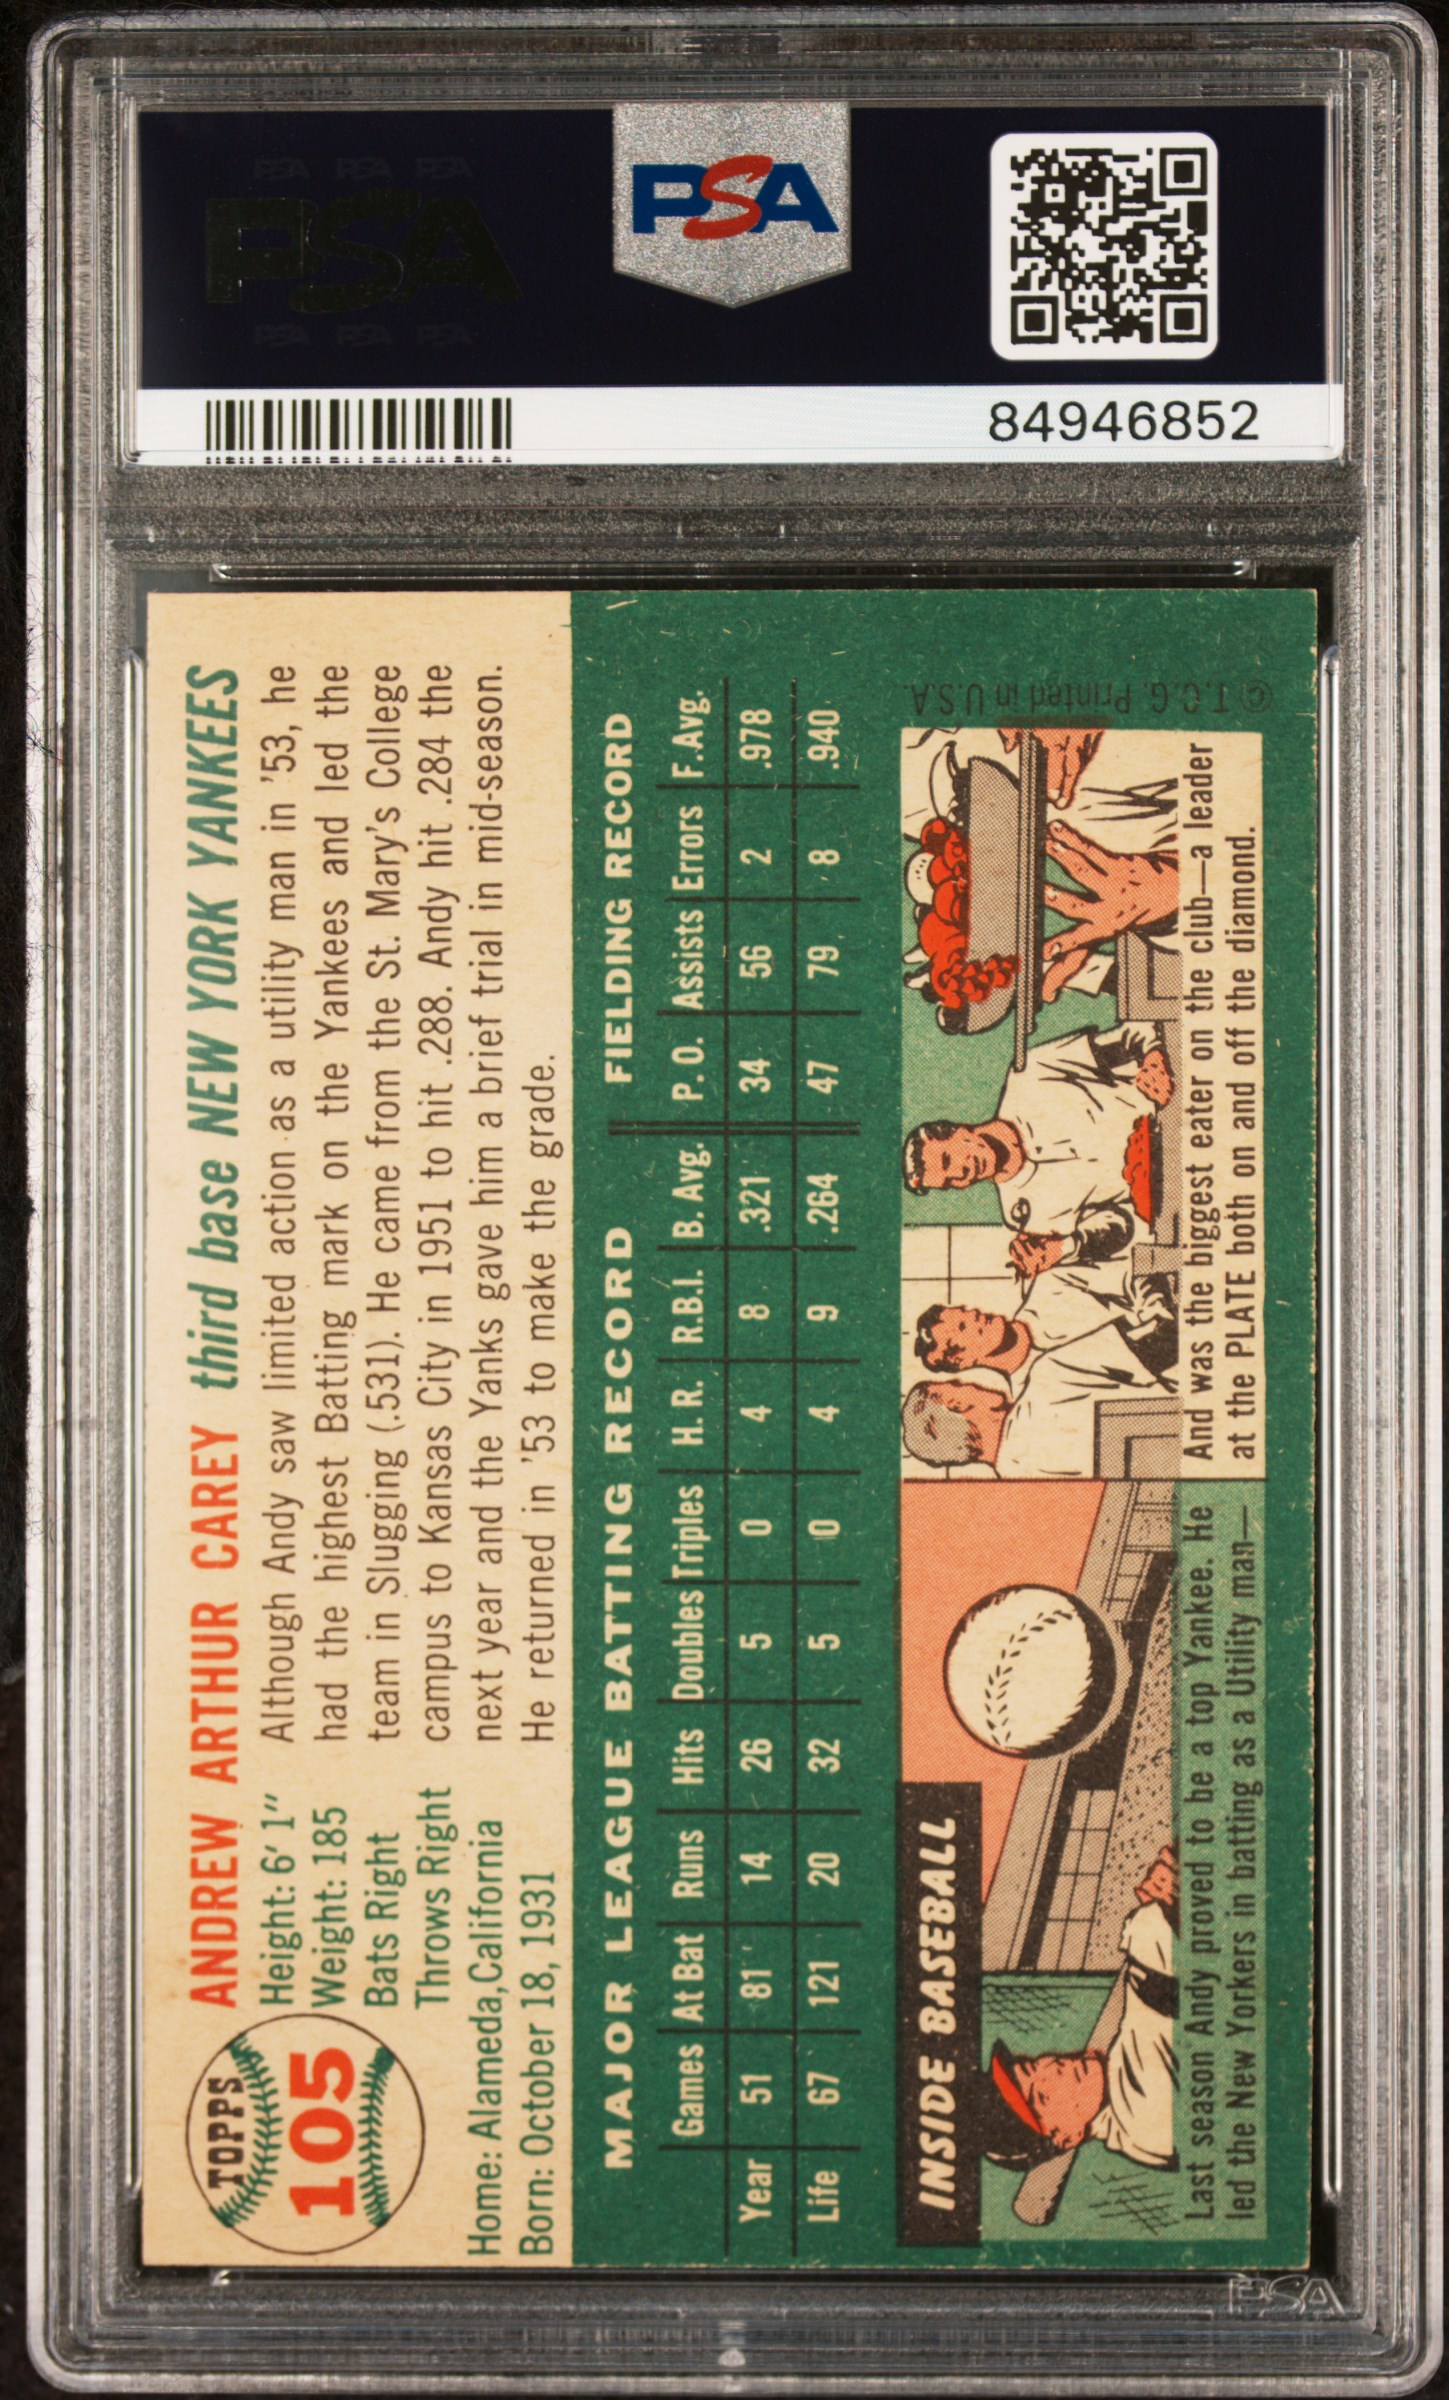 PSA PSA PSA
PSA
PSA PSA PSA
PSA
84946852
TOPPS
105
ANDREW ARTHUR CAREY third base NEW YORK YANKEES
Height: 6' 1"
Weight: 185
Bats Right
Throws Right
Home: Alameda, California
Born: October 18, 1931
Although Andy saw limited action as a utility man in '53, he
had the highest Batting mark on the Yankees and led the
team in Slugging (.531). He came from the St. Mary's College
campus to Kansas City in 1951 to hit .288. Andy hit .284 the
next year and the Yanks gave him a brief trial in mid-season.
He returned in '53 to make the grade.
MAJOR LEAGUE BATTING RECORD FIELDING RECORD
Games At Bat Runs Hits Doubles Triples H. R. R.B.I. B. Avg. P. O. Assists Errors F. Avg.
Year 51 81 14 26 5 0 4 8 .321 34 56 2 .978
Life 67 121 20 32 5 0 4 9 .264 47 79 8 .940
INSIDE BASEBALL
Last season Andy proved to be a top Yankee. He
led the New Yorkers in batting as a Utility man—
And was the biggest eater on the club—a leader
at the PLATE both on and off the diamond.
© T.C.G. Printed in U.S.A.
PSA